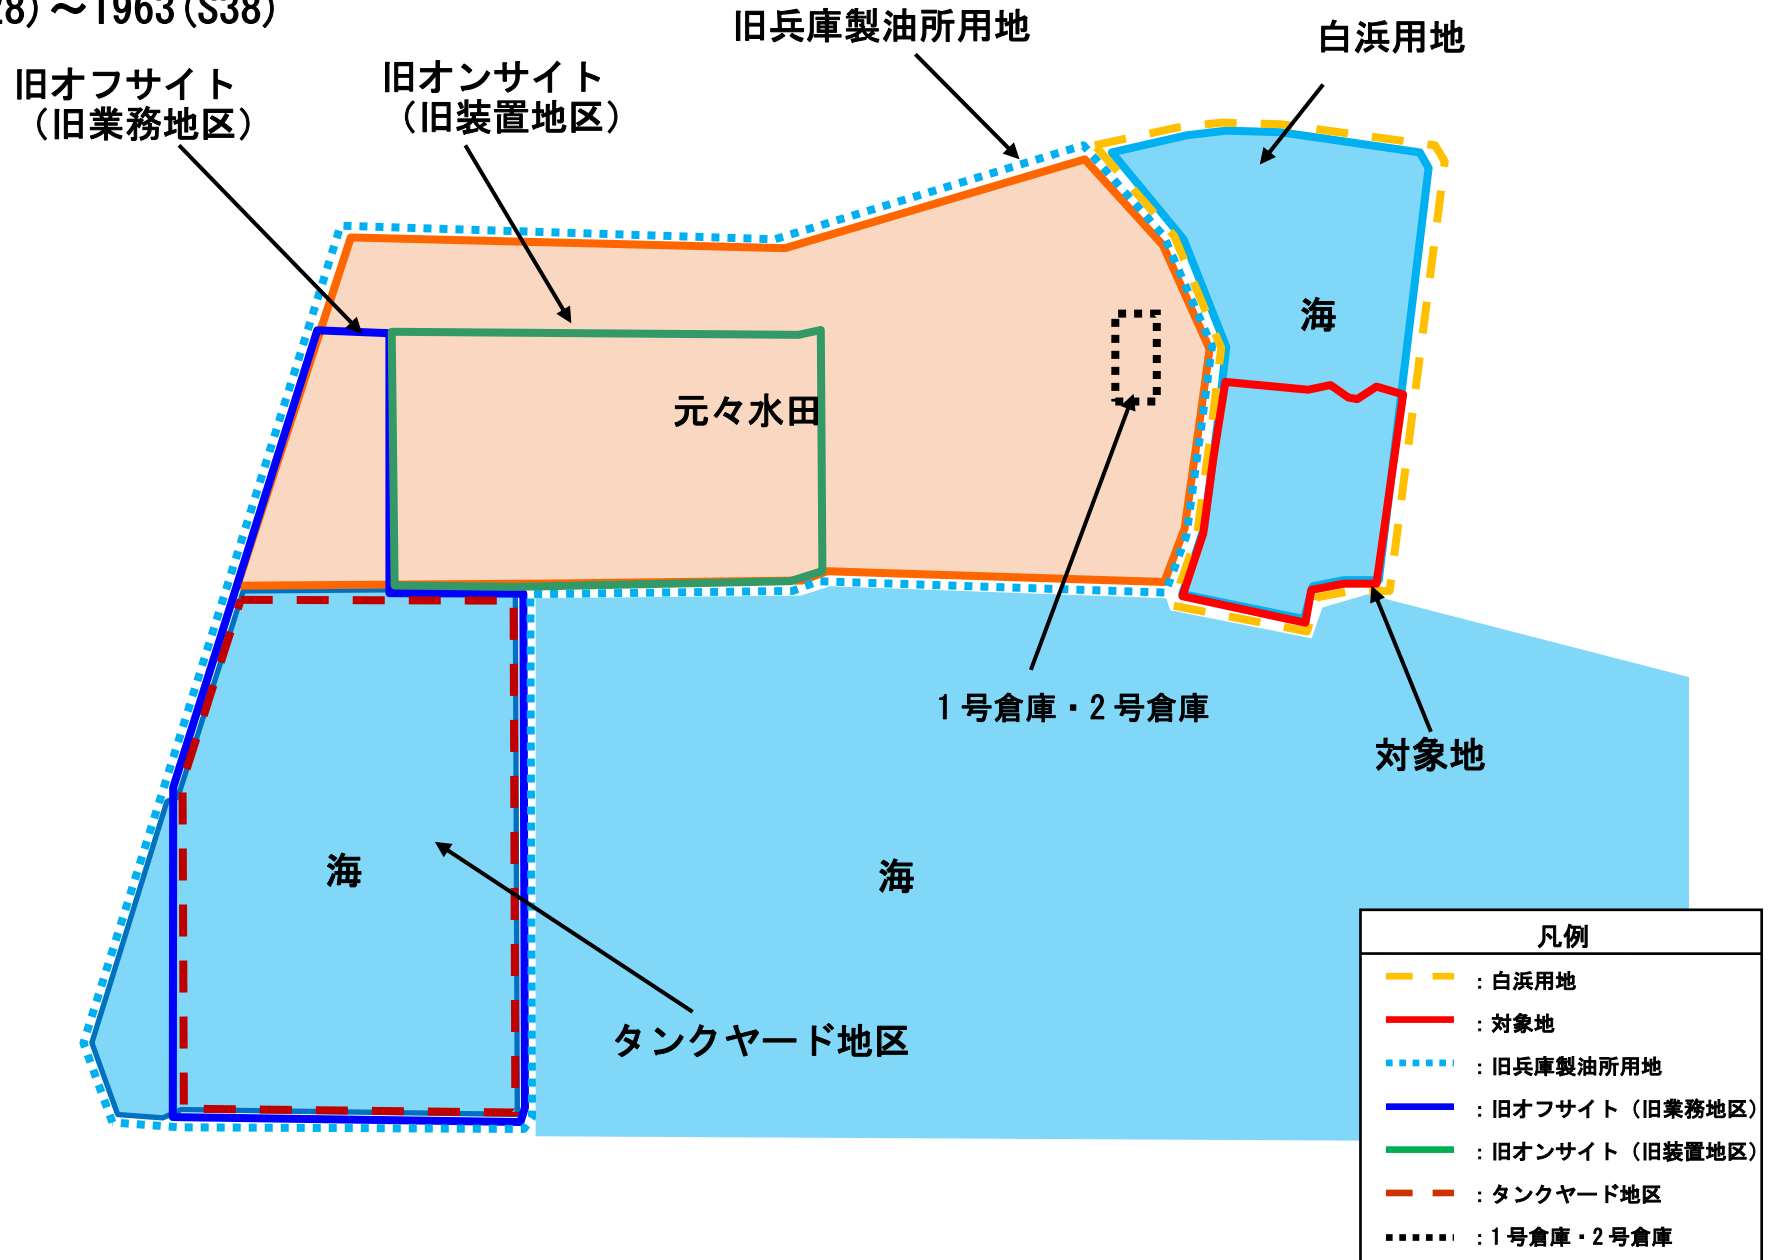 28)～1963(S38)
旧兵庫製油所用地
白浜用地
旧オフサイト
（旧業務地区）
旧オンサイト
（旧装置地区）
海
元々水田
1号倉庫・2号倉庫
対象地
海
海
タンクヤード地区
凡例
：白浜用地
：対象地
：旧兵庫製油所用地
：旧オフサイト（旧業務地区）
：旧オンサイト（旧装置地区）
：タンクヤード地区
：1号倉庫・2号倉庫